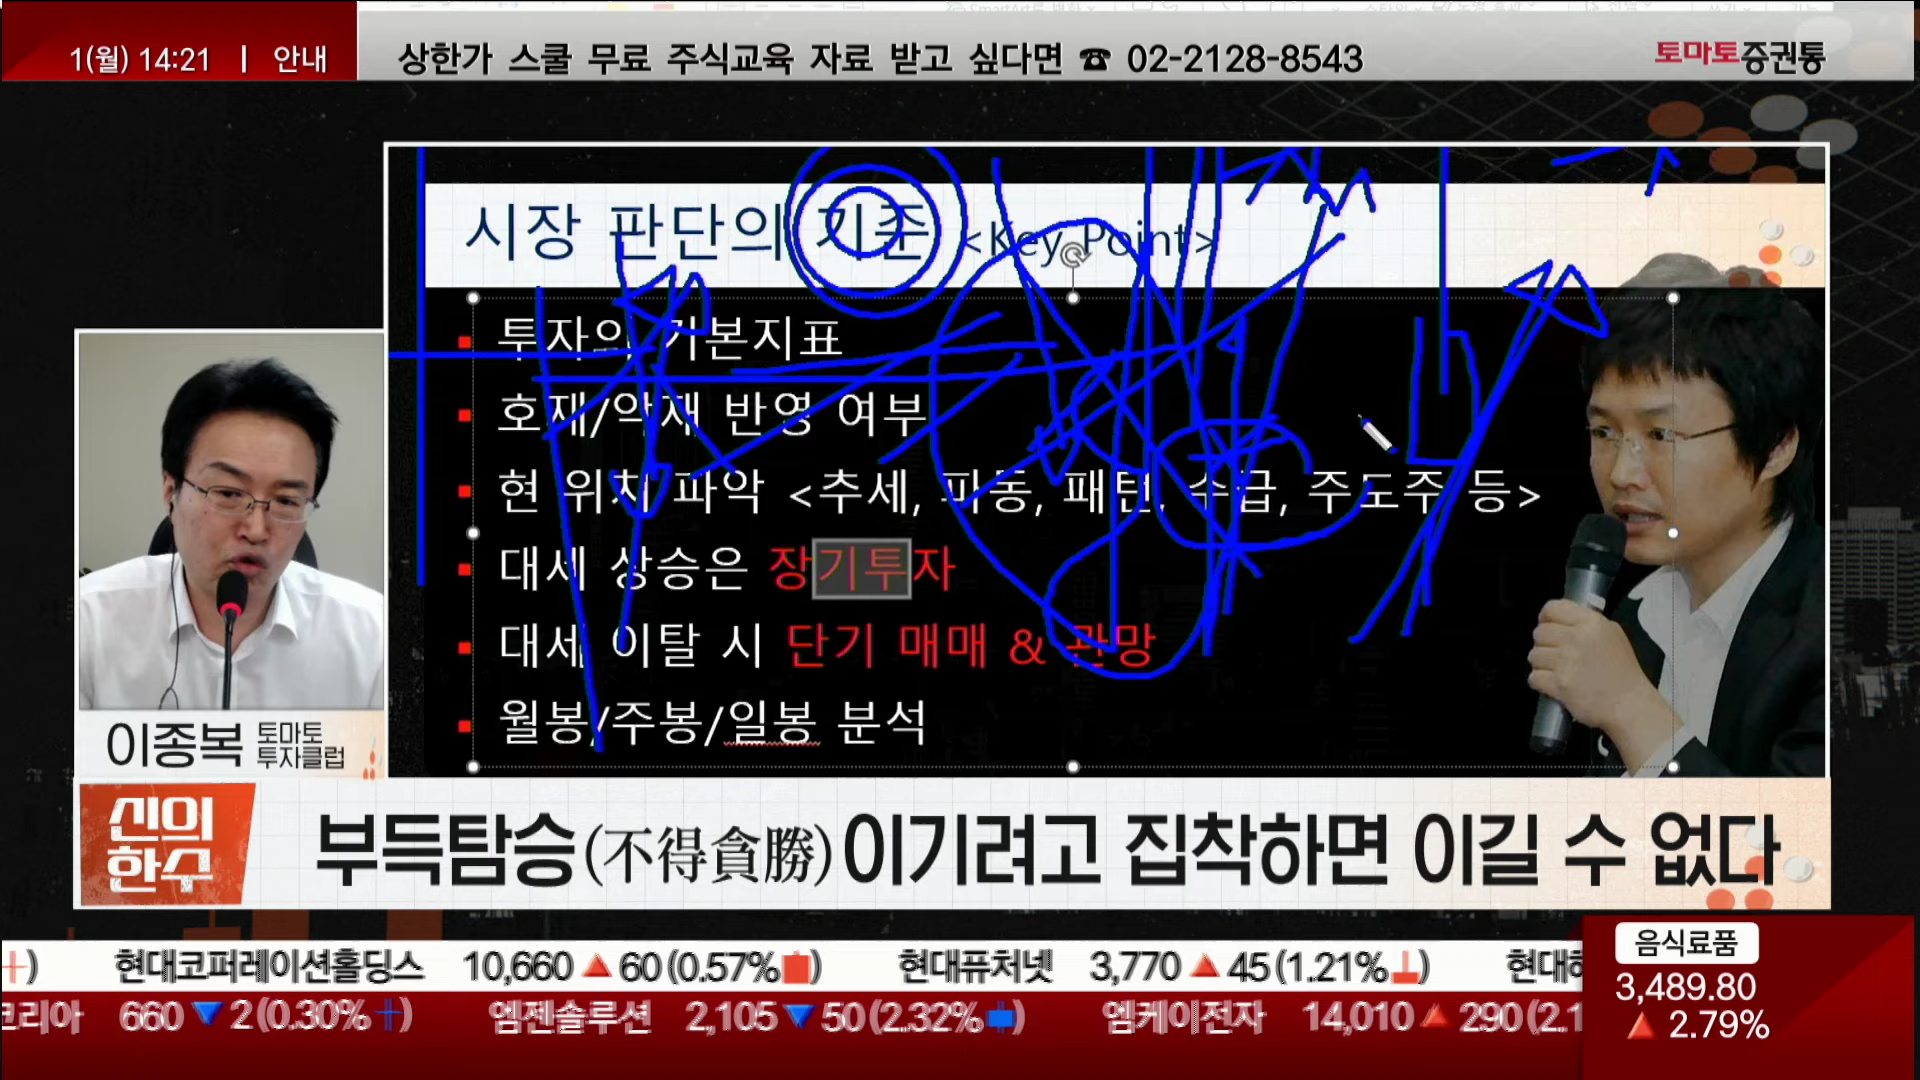 1(월) 14:21 | 안내
상한가 스쿨 무료 주식교육 자료 받고 싶다면 ☎ 02-2128-8543
토마토증권통
시장 판단의 기준 <Key Point>
투자의 기본지표
호재/악재 반영 여부
현 위치 파악 <추세, 파동, 패턴, 수급, 주도주 등>
대세 상승은 장기투자
대세 이탈 시 단기 매매 & 관망
월봉/주봉/일봉 분석
이종복 토마토 투자클럽
신의 한수
부득탐승(不得貪勝) 이기려고 집착하면 이길 수 없다
현대코퍼레이션홀딩스 10,660 ▲ 60 (0.57%) 현대퓨처넷 3,770 ▲ 45 (1.21%)
코리아 660 ▼ 2 (0.30%) 엠젠솔루션 2,105 ▼ 50 (2.32%) 엠케이전자 14,010 ▲ 290
음식료품
3,489.80
▲ 2.79%